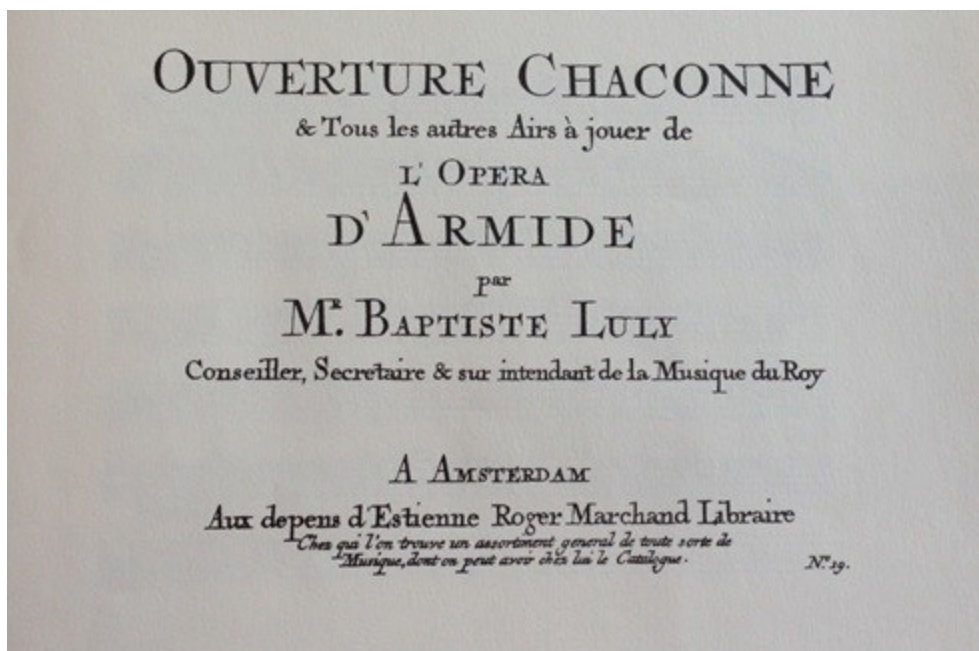 OUVERTURE CHACONNE
& Tous les autres Airs à jouer de
L' OPERA
D' ARMIDE
par
Mr. BAPTISTE LULY
Conseiller, Secretaire & sur intendant de la Musique du Roy
A AMSTERDAM
Aux depens d'Estienne Roger Marchand Libraire
Chez qui l'on trouve un assortiment general de toute sorte de
Musique, dont on peut avoir chés lui le Catalogue.
No. 19.